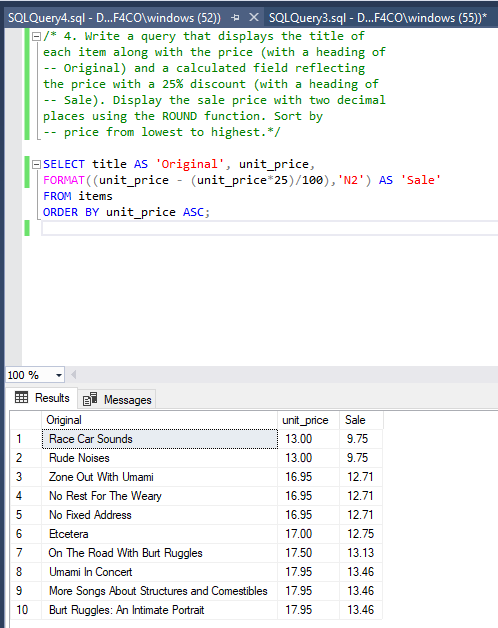 SQLQuery4.sql - D...F4CO\windows (52)) SQLQuery3.sql - D...F4CO\windows (55))*
/* 4. Write a query that displays the title of
each item along with the price (with a heading of
-- Original) and a calculated field reflecting
the price with a 25% discount (with a heading of
-- Sale). Display the sale price with two decimal
places using the ROUND function. Sort by
-- price from lowest to highest.*/
SELECT title AS 'Original', unit_price,
FORMAT((unit_price - (unit_price*25)/100),'N2') AS 'Sale'
FROM items
ORDER BY unit_price ASC;
100 %
Results Messages
Original unit_price Sale
1 Race Car Sounds 13.00 9.75
2 Rude Noises 13.00 9.75
3 Zone Out With Umami 16.95 12.71
4 No Rest For The Weary 16.95 12.71
5 No Fixed Address 16.95 12.71
6 Etcetera 17.00 12.75
7 On The Road With Burt Ruggles 17.50 13.13
8 Umami In Concert 17.95 13.46
9 More Songs About Structures and Comestibles 17.95 13.46
10 Burt Ruggles: An Intimate Portrait 17.95 13.46